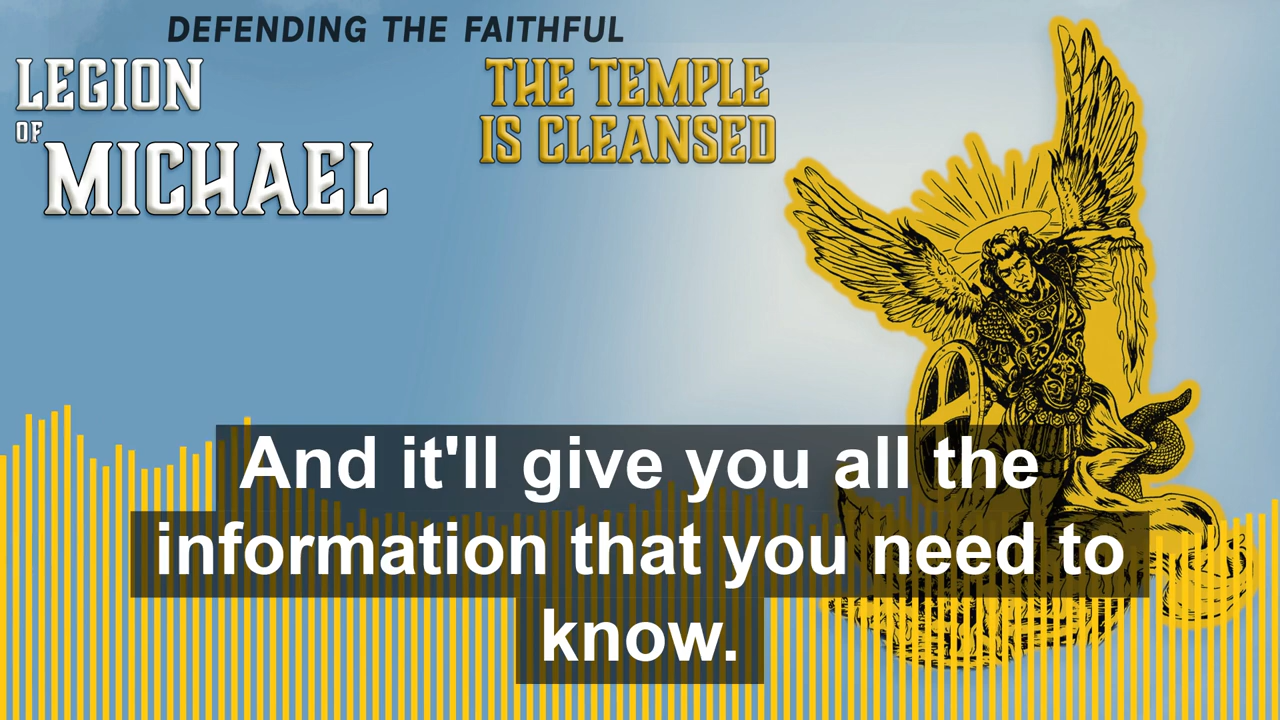 DEFENDING THE FAITHFUL
LEGION
OF
MICHAEL
THE TEMPLE
IS CLEANSED
And it'll give you all the
information that you need to
know.